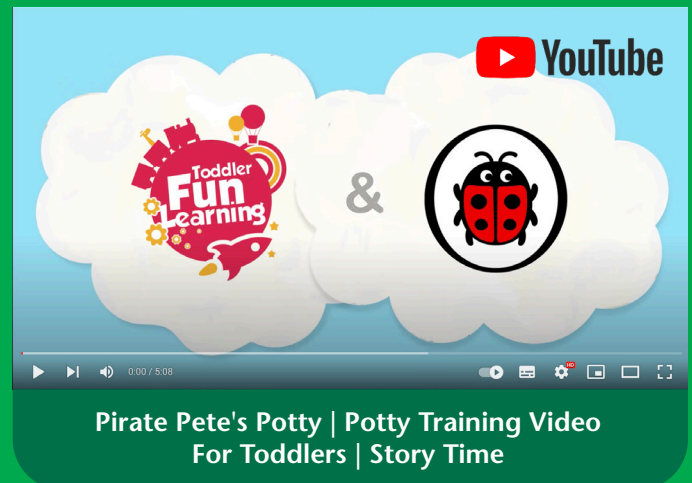 YouTube
Toddler
Fun
Learning
&
0:00 / 5:08
HD
Pirate Pete's Potty | Potty Training Video
For Toddlers | Story Time